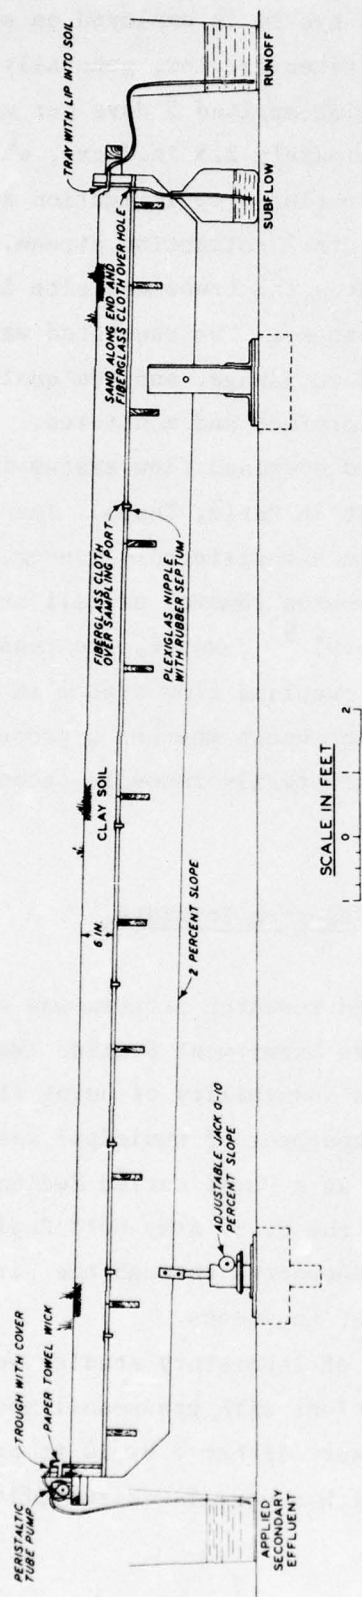 PERISTALTIC
TUBE PUMP
TROUGH WITH COVER
PAPER TOWEL WICK
6 IN.
CLAY SOIL
FIBERGLASS CLOTH
OVER SAMPLING PORT
SAND ALONG END AND
FIBERGLASS CLOTH OVER HOLE
TRAY WITH LIP INTO SOIL
PLEXIGLAS NIPPLE
WITH RUBBER SEPTUM
2 PERCENT SLOPE
ADJUSTABLE JACK 0-10
PERCENT SLOPE
APPLIED
SECONDARY
EFFLUENT
SUBFLOW
RUNOFF
SCALE IN FEET
0 2